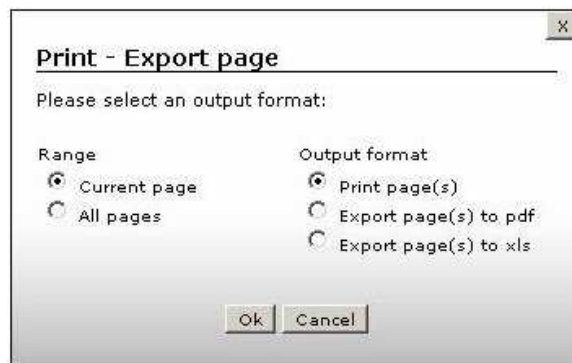 x
Print - Export page
Please select an output format:
Range
Current page
All pages
Output format
Print page(s)
Export page(s) to pdf
Export page(s) to xls
Ok
Cancel